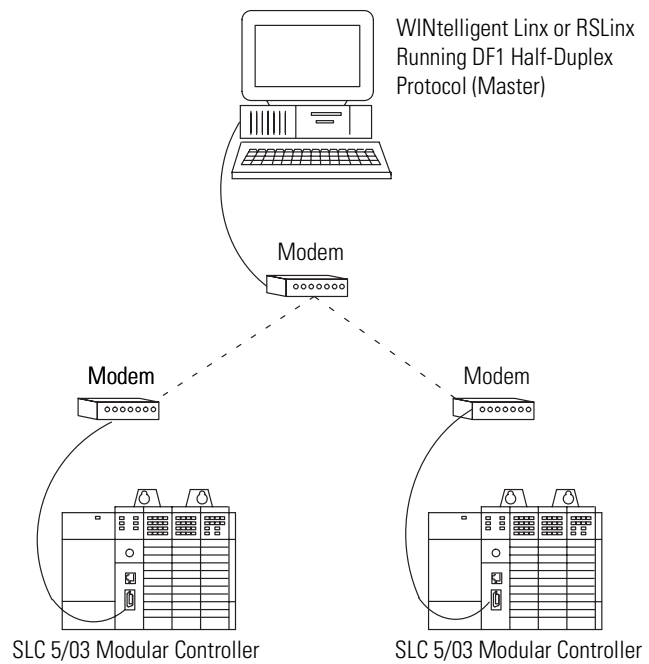 WINtelligent Linx or RSLinx
Running DF1 Half-Duplex
Protocol (Master)
Modem
Modem
Modem
SLC 5/03 Modular Controller
SLC 5/03 Modular Controller